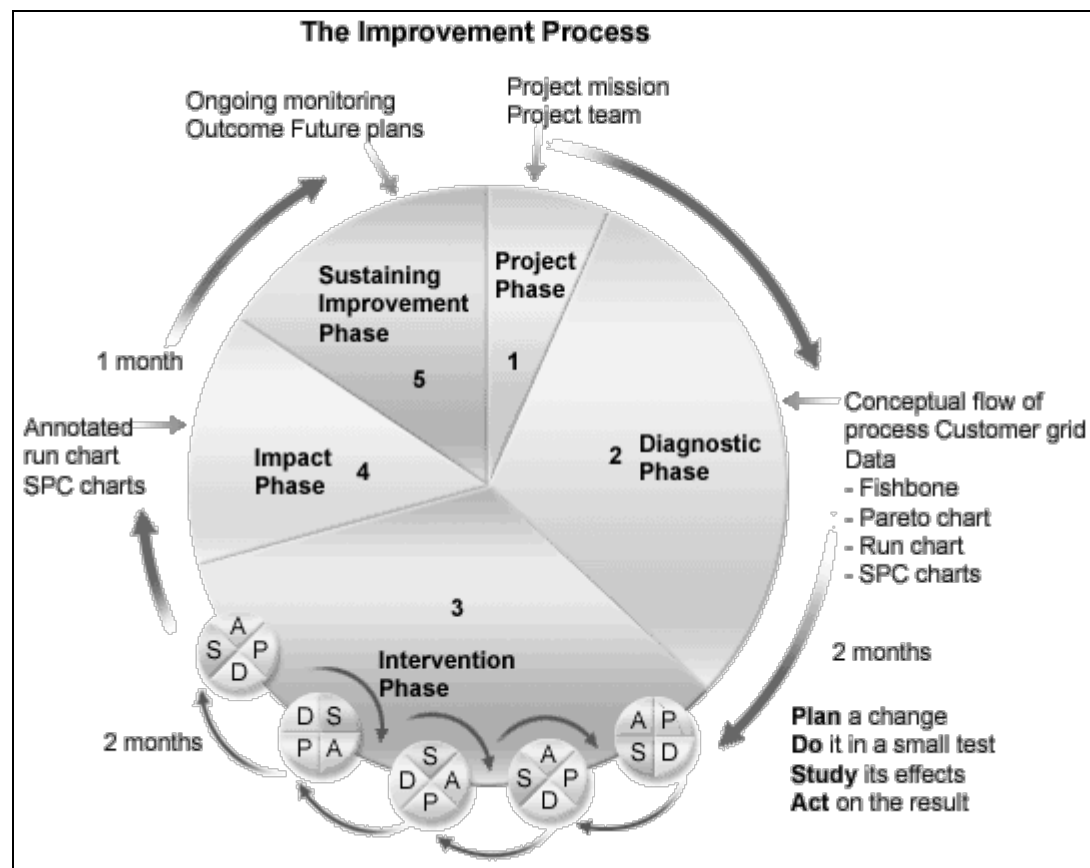 The Improvement Process
Ongoing monitoring
Outcome Future plans
Project mission
Project team
Project
Phase
1
Sustaining
Improvement
Phase
5
1 month
2 Diagnostic
Phase
Conceptual flow of
process Customer grid
Data
- Fishbone
- Pareto chart
- Run chart
- SPC charts
Annotated
run chart
SPC charts
Impact 4
Phase
3
Intervention
Phase
2 months
Plan a change
Do it in a small test
Study its effects
Act on the result
2 months
A
S P
D
D S
P A
S
D A
P
A
S P
D
A P
S D